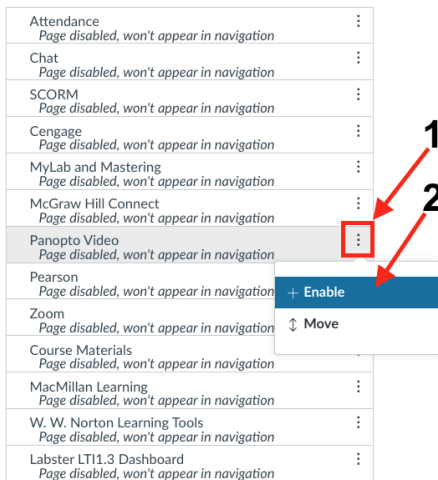 Attendance
Page disabled, won't appear in navigation
Chat
Page disabled, won't appear in navigation
SCORM
Page disabled, won't appear in navigation
Cengage
Page disabled, won't appear in navigation
1
MyLab and Mastering
Page disabled, won't appear in navigation
McGraw Hill Connect
Page disabled, won't appear in navigation
2
Panopto Video
Page disabled, won't appear in navigation
Pearson
Page disabled, won't appear in navigation
+ Enable
Zoom
Page disabled, won't appear in navigation
Move
Course Materials
Page disabled, won't appear in navigation
MacMillan Learning
Page disabled, won't appear in navigation
W. W. Norton Learning Tools
Page disabled, won't appear in navigation
Labster LTI1.3 Dashboard
Page disabled, won't appear in navigation